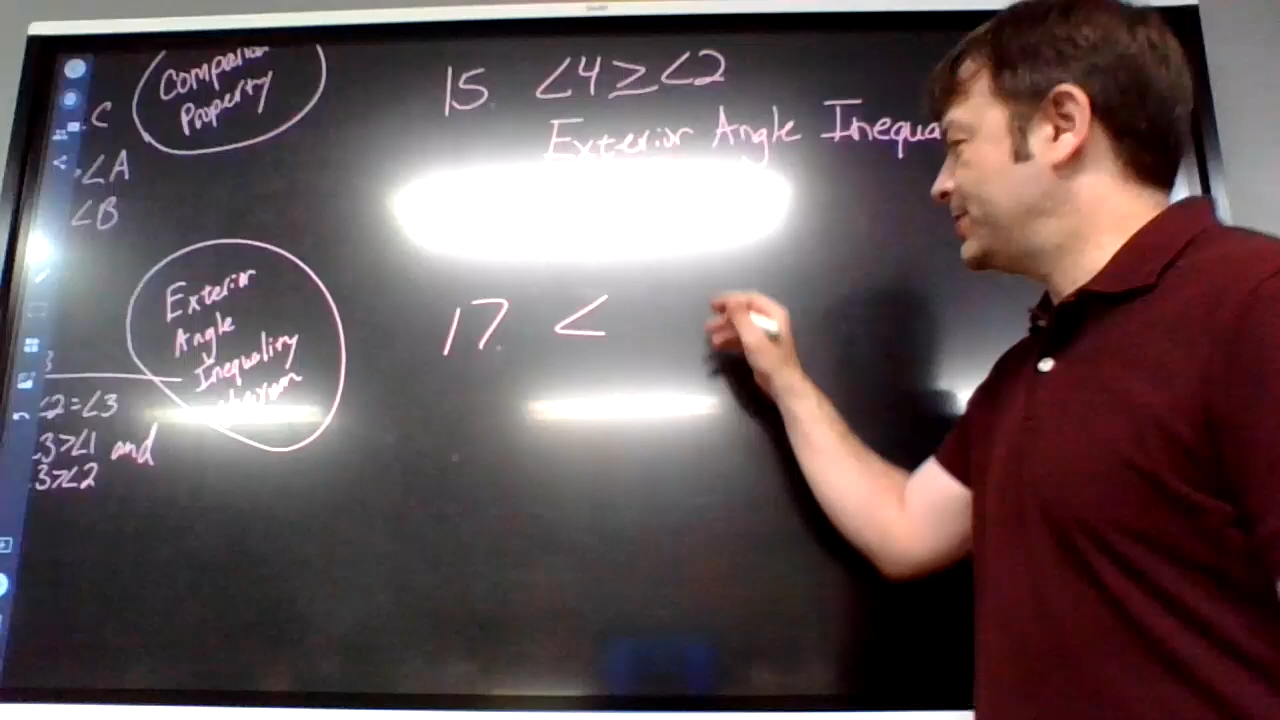 Comparison
Property
C
∠A
∠B
15. ∠4 ≥ ∠2
Exterior Angle Inequa
Exterior
Angle
Inequality
3
∠2=∠3
∠3>∠1 and
3>∠2
17. <